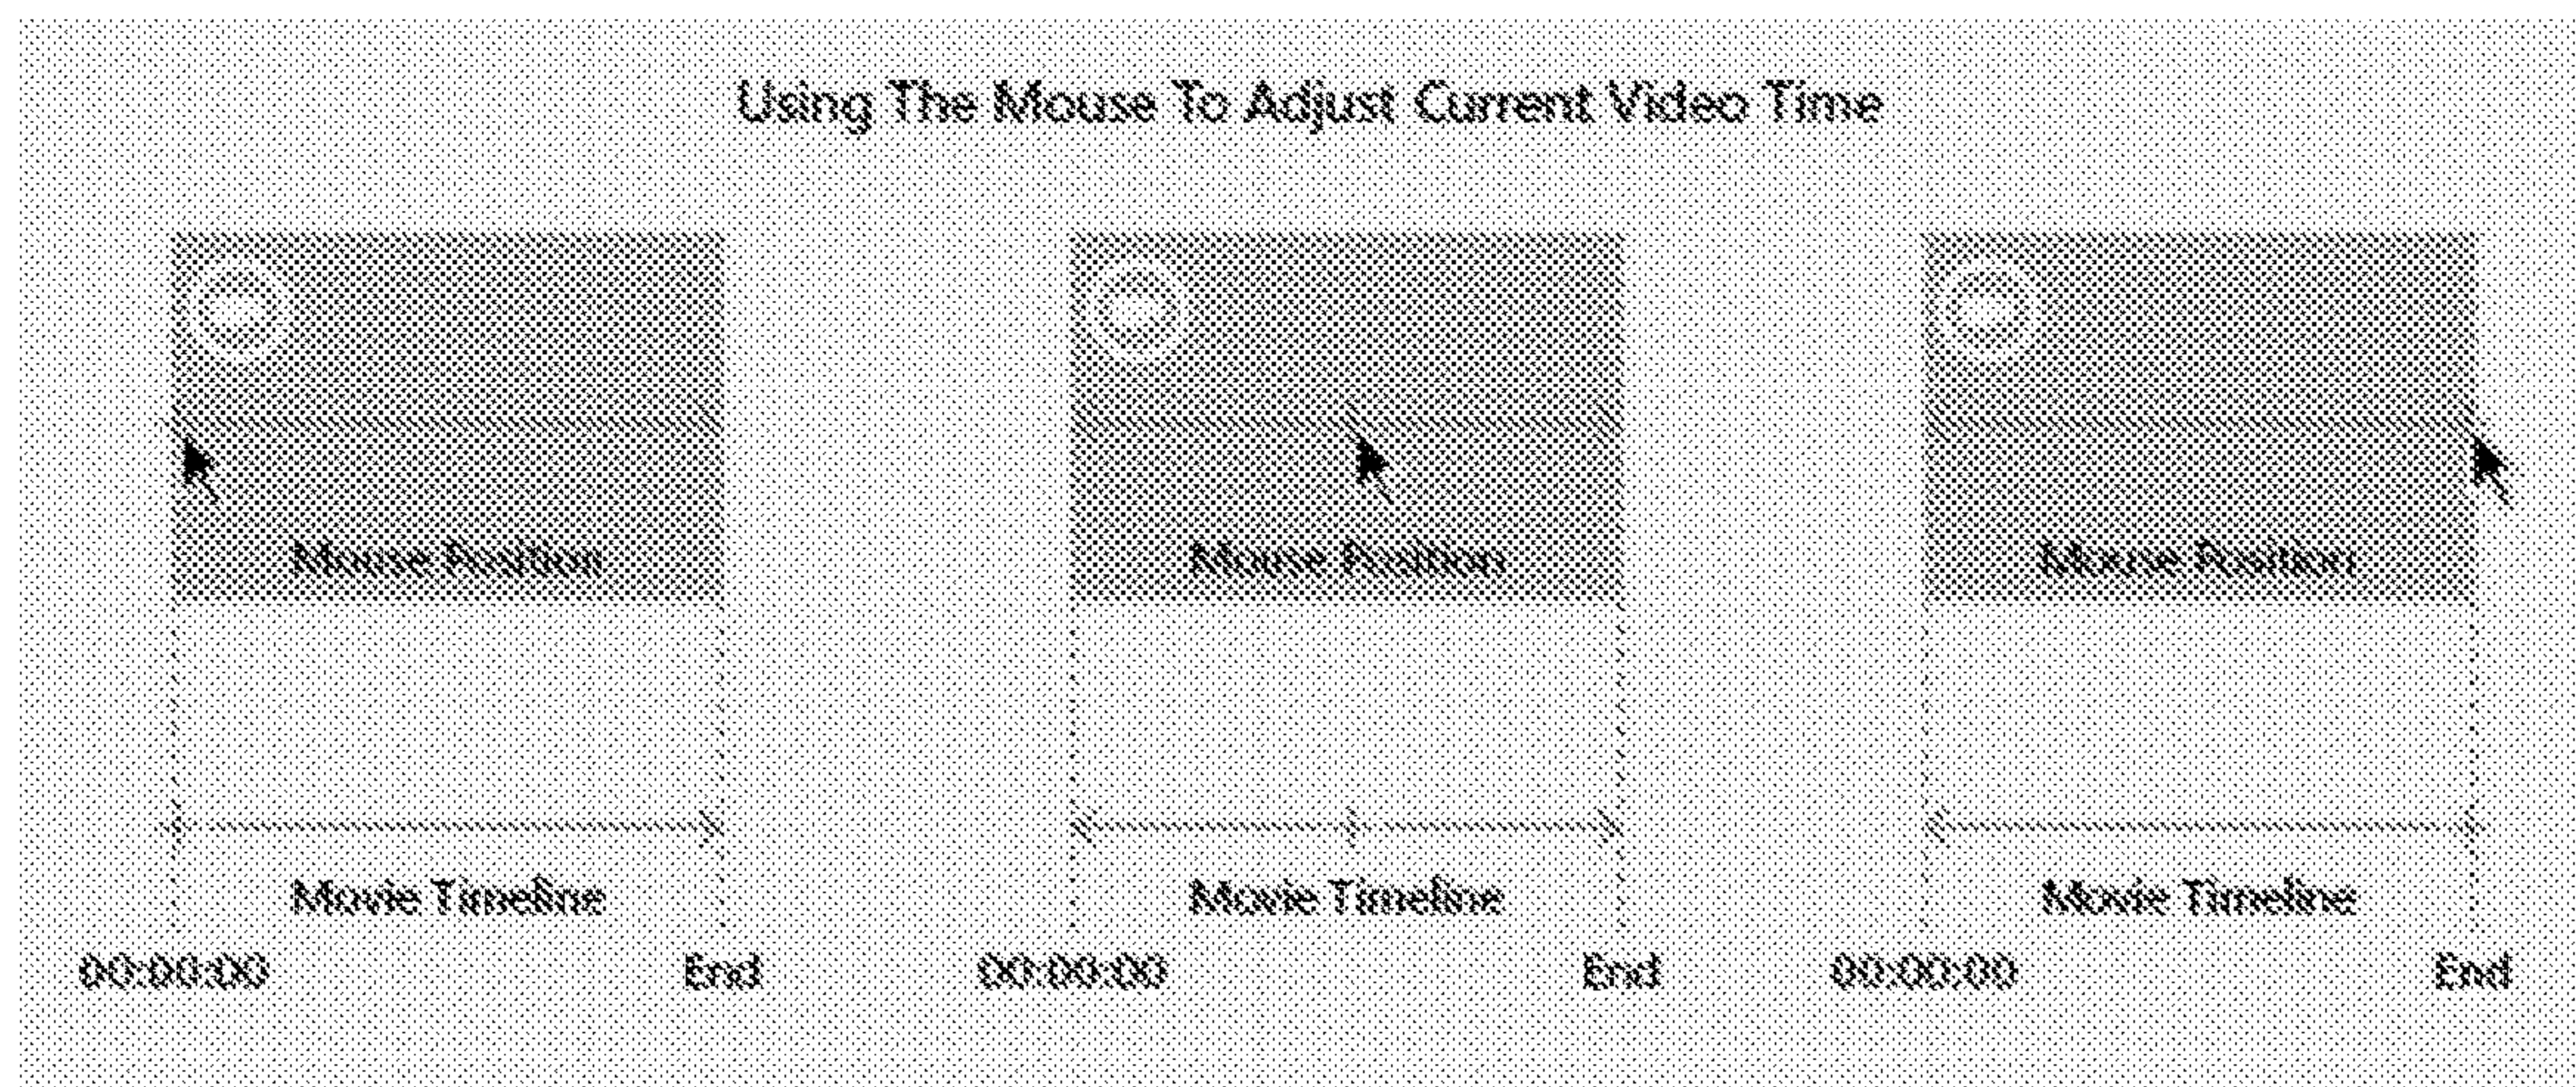 Using The Mouse To Adjust Current Video Time
Mouse Position Mouse Position Mouse Position
Movie Timeline Movie Timeline Movie Timeline
00:00:00 End 00:00:00 End 00:00:00 End